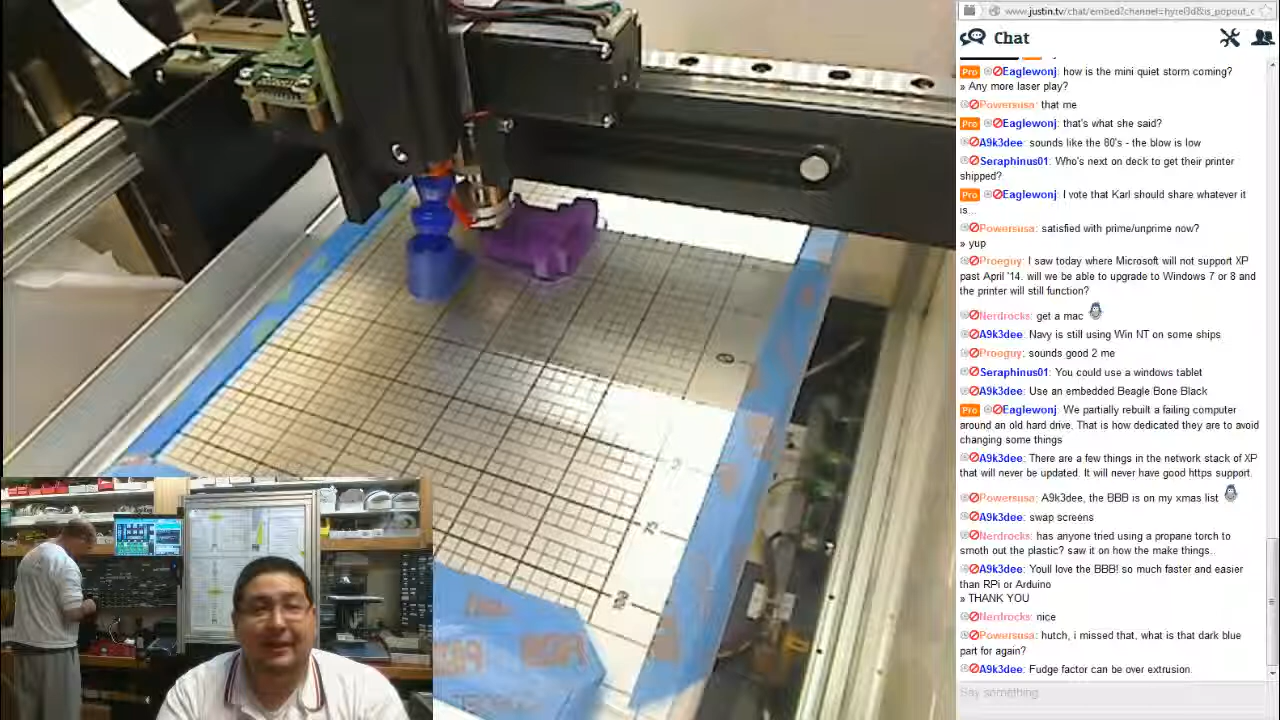 www.justin.tv/chat/embed?channel=hyrel3d&is_popout_c
Chat
Pro Eaglewonj: how is the mini quiet storm coming?
» Any more laser play?
Powersusa: that me
Pro Eaglewonj: that's what she said?
A9k3dee: sounds like the 80's - the blow is low
Seraphinus01: Who's next on deck to get their printer
shipped?
Pro Eaglewonj: I vote that Karl should share whatever it
is...
Powersusa: satisfied with prime/unprime now?
» yup
Proeguy: I saw today where Microsoft will not support XP
past April '14. will we be able to upgrade to Windows 7 or 8 and
the printer will still function?
Nerdrocks: get a mac
A9k3dee: Navy is still using Win NT on some ships
Proeguy: sounds good 2 me
Seraphinus01: You could use a windows tablet
A9k3dee: Use an embedded Beagle Bone Black
Pro Eaglewonj: We partially rebuilt a failing computer
around an old hard drive. That is how dedicated they are to avoid
changing some things
A9k3dee: There are a few things in the network stack of XP
that will never be updated. It will never have good https support.
Powersusa: A9k3dee, the BBB is on my xmas list
A9k3dee: swap screens
Nerdrocks: has anyone tried using a propane torch to
smoth out the plastic? saw it on how the make things.
A9k3dee: Youll love the BBB! so much faster and easier
than RPi or Arduino
» THANK YOU
Nerdrocks: nice
Powersusa: hutch, i missed that, what is that dark blue
part for again?
A9k3dee: Fudge factor can be over extrusion.
Say something